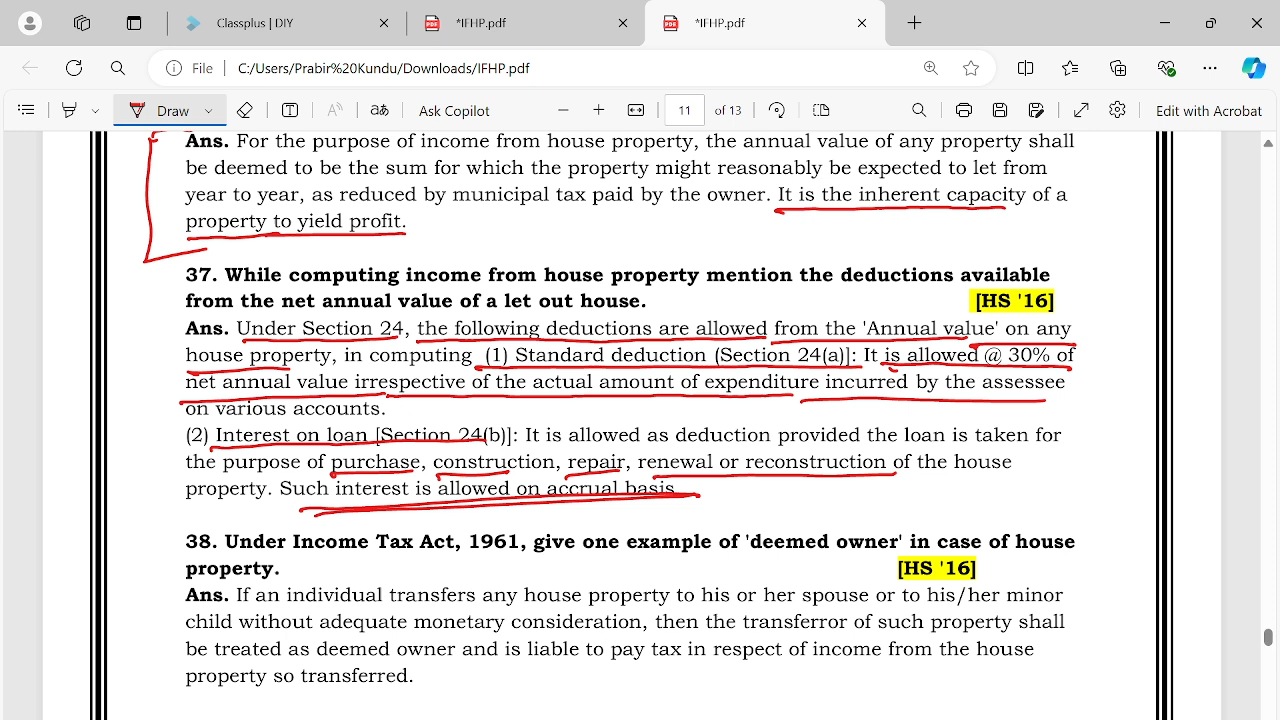 Classplus | DIY
*IFHP.pdf
*IFHP.pdf
File
C:/Users/Prabir%20Kundu/Downloads/IFHP.pdf
Draw
Ask Copilot
11 of 13
Edit with Acrobat
Ans. For the purpose of income from house property, the annual value of any property shall
be deemed to be the sum for which the property might reasonably be expected to let from
year to year, as reduced by municipal tax paid by the owner. It is the inherent capacity of a
property to yield profit.
37. While computing income from house property mention the deductions available
from the net annual value of a let out house. [HS '16]
Ans. Under Section 24, the following deductions are allowed from the 'Annual value' on any
house property, in computing (1) Standard deduction (Section 24(a)]: It is allowed @ 30% of
net annual value irrespective of the actual amount of expenditure incurred by the assessee
on various accounts.
(2) Interest on loan [Section 24(b)]: It is allowed as deduction provided the loan is taken for
the purpose of purchase, construction, repair, renewal or reconstruction of the house
property. Such interest is allowed on accrual basis.
38. Under Income Tax Act, 1961, give one example of 'deemed owner' in case of house
property. [HS '16]
Ans. If an individual transfers any house property to his or her spouse or to his/her minor
child without adequate monetary consideration, then the transferror of such property shall
be treated as deemed owner and is liable to pay tax in respect of income from the house
property so transferred.